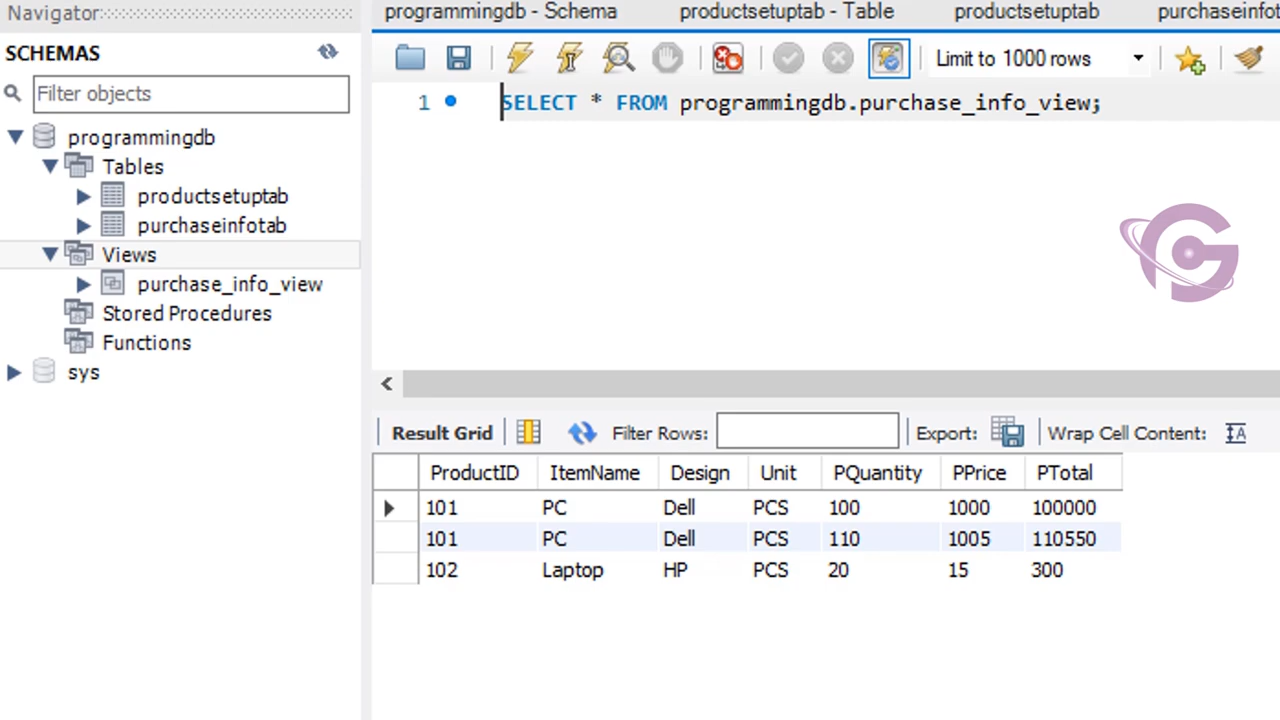 Navigator
programmingdb - Schema productsetuptab - Table productsetuptab purchaseinfot
SCHEMAS
Limit to 1000 rows
Filter objects
1 SELECT * FROM programmingdb.purchase_info_view;
programmingdb
Tables
productsetuptab
purchaseinfotab
Views
purchase_info_view
Stored Procedures
Functions
sys
Result Grid Filter Rows: Export: Wrap Cell Content: IA
ProductID ItemName Design Unit PQuantity PPrice PTotal
101 PC Dell PCS 100 1000 100000
101 PC Dell PCS 110 1005 110550
102 Laptop HP PCS 20 15 300